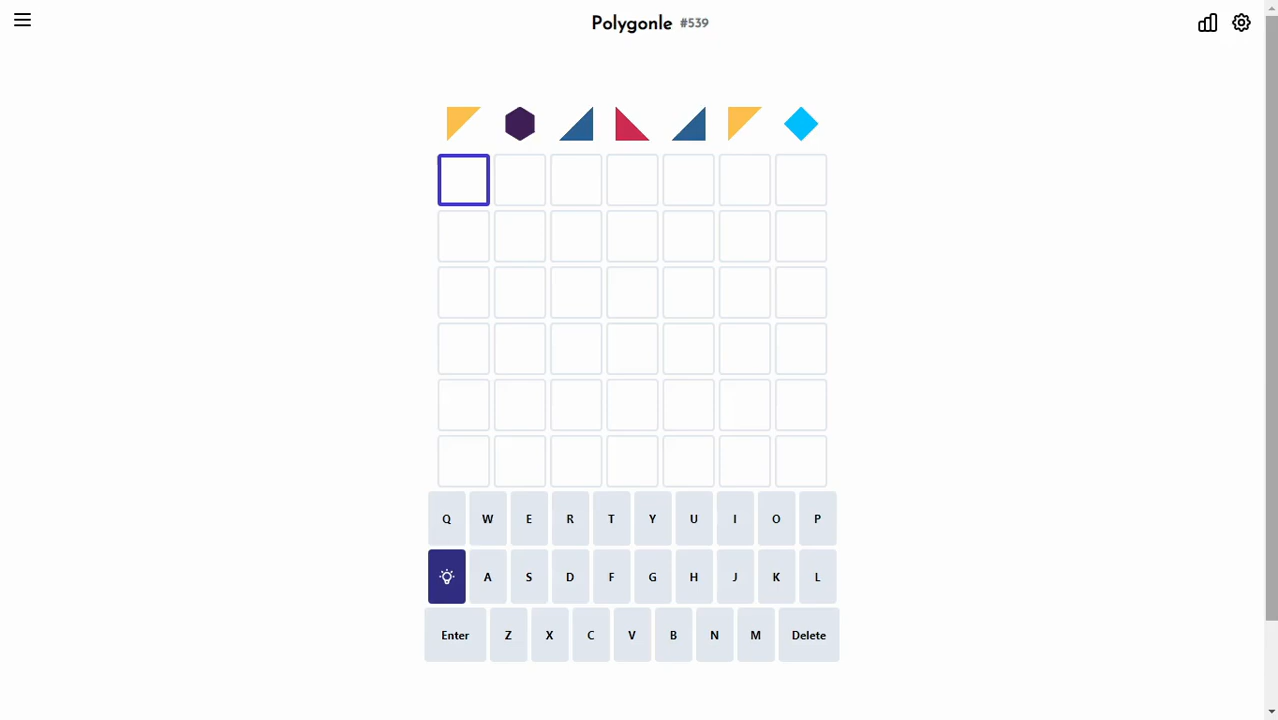 Polygonle #539
Q W E R T Y U I O P
A S D F G H J K L
Enter Z X C V B N M Delete